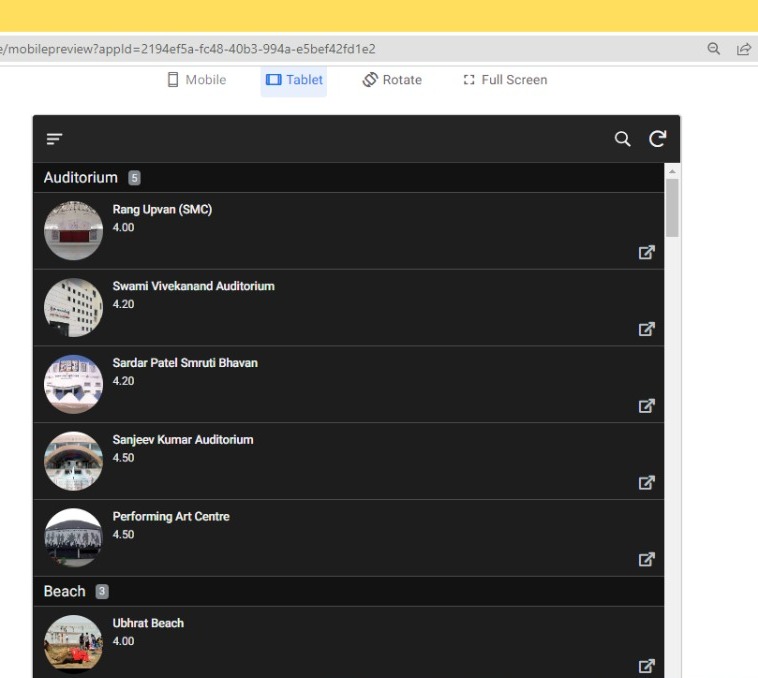 e/mobilepreview?appId=2194ef5a-fc48-40b3-994a-e5bef42fd1e2
Mobile Tablet Rotate Full Screen
Auditorium 5
Rang Upvan (SMC)
4.00
Swami Vivekanand Auditorium
4.20
Sardar Patel Smruti Bhavan
4.20
Sanjeev Kumar Auditorium
4.50
Performing Art Centre
4.50
Beach 3
Ubhrat Beach
4.00